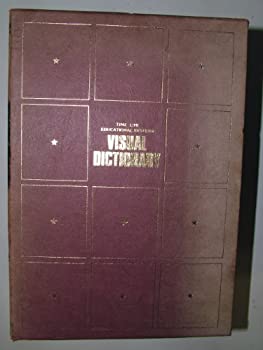 TIME LIFE
EDUCATIONAL SYSTEMS
VISUAL
DICTIONARY